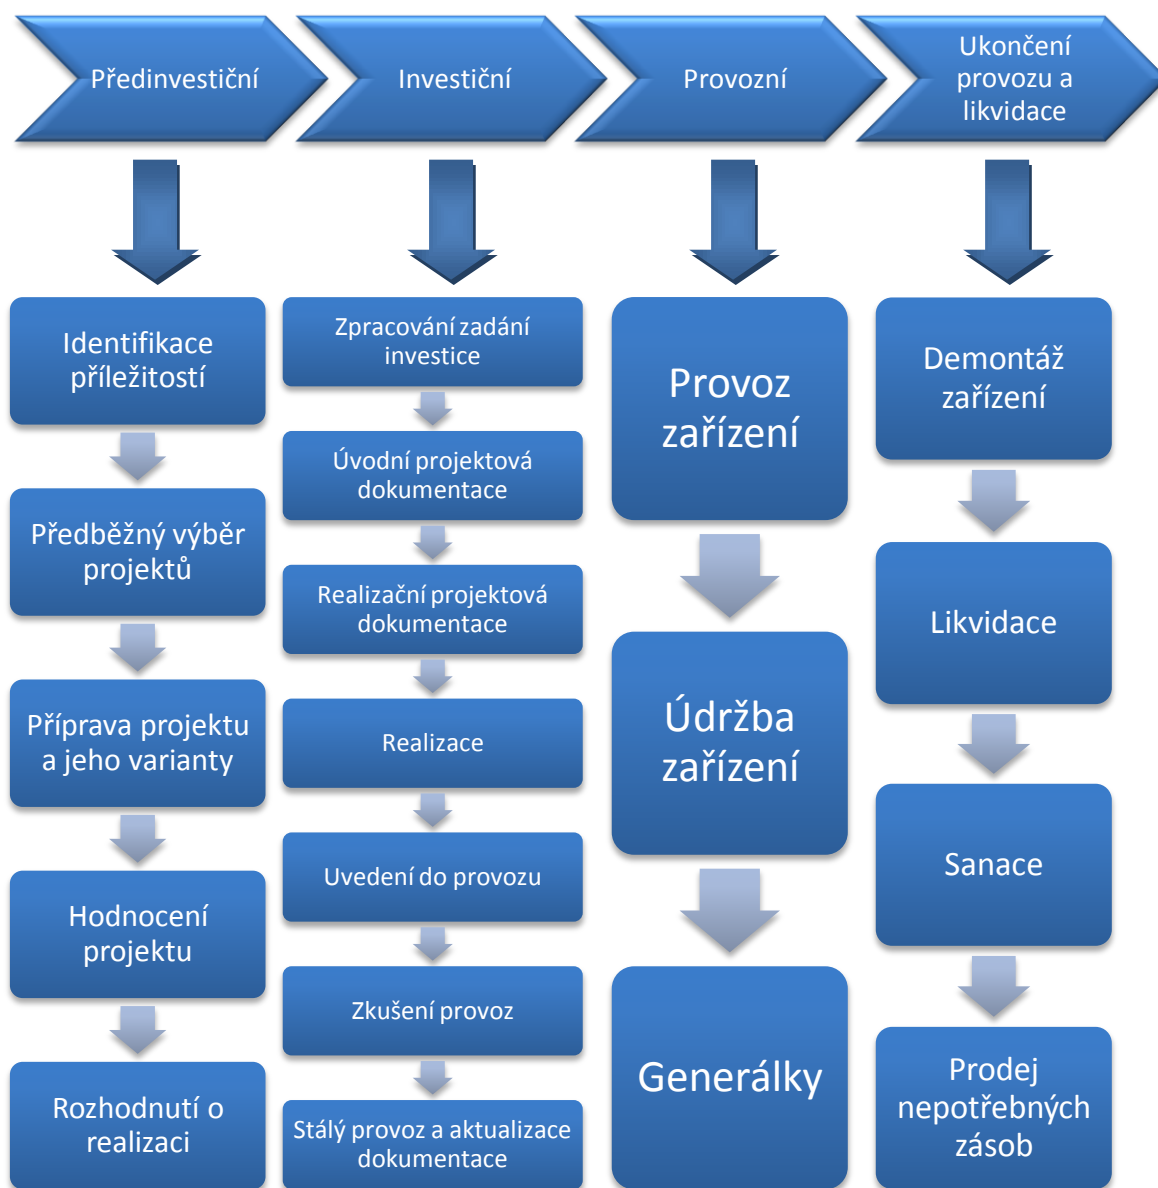 Předinvestiční
Investiční
Provozní
Ukončení
provozu a
likvidace
Identifikace
příležitostí
Předběžný výběr
projektů
Příprava projektu
a jeho varianty
Hodnocení
projektu
Rozhodnutí o
realizaci
Zpracování zadání
investice
Úvodní projektová
dokumentace
Realizační projektová
dokumentace
Realizace
Uvedení do provozu
Zkušení provoz
Stálý provoz a aktualizace
dokumentace
Provoz
zařízení
Údržba
zařízení
Generálky
Demontáž
zařízení
Likvidace
Sanace
Prodej
nepotřebných
zásob